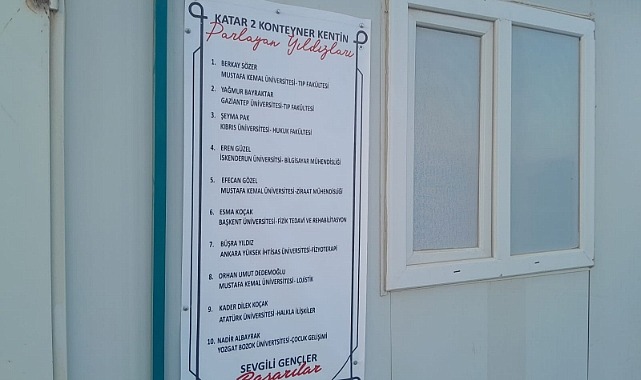 KATAR 2 KONTEYNER KENTİN
Parlayan Yıldızları
1. BERKAY SÖZER
MUSTAFA KEMAL ÜNİVERSİTESİ- TIP FAKÜLTESİ
2. YAĞMUR BAYRAKTAR
GAZİANTEP ÜNİVERSİTESİ-TIP FAKÜLTESİ
3. ŞEYMA PAK
KIBRIS ÜNİVERSİTESİ- HUKUK FAKÜLTESİ
4. EREN GÜZEL
İSKENDERUN ÜNİVERSİTSİ- BİLGİSAYAR MÜHENDİSLİĞİ
5. EFECAN GÖZEL
MUSTAFA KEMAL ÜNİVERSİTESİ-ZİRAAT MÜHENDİSLİĞİ
6. ESMA KOÇAK
BAŞKENT ÜNİVERSİTESİ-FİZİK TEDAVİ VE REHABİLİTASYON
7. BÜŞRA YILDIZ
ANKARA YÜKSEK İHTİSAS ÜNİVERSİTESİ-FİZYOTERAPİ
8. ORHAN UMUT DEDEMOĞLU
MUSTAFA KEMAL ÜNİVERSİTESİ- LOJİSTİK
9. KADER DİLEK KOÇAK
ATATÜRK ÜNİVERSİTESİ -HALKLA İLİŞKİLER
10. NADİR ALBAYRAK
YOZGAT BOZOK ÜNİVERTSİTESİ-ÇOCUK GELİŞİMİ
SEVGİLİ GENÇLER
Başarılar